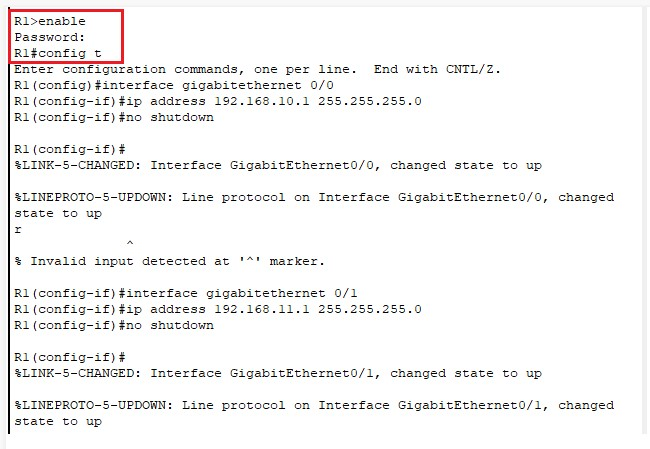 R1>enable
Password:
R1#config t
Enter configuration commands, one per line.  End with CNTL/Z.
R1(config)#interface gigabitethernet 0/0
R1(config-if)#ip address 192.168.10.1 255.255.255.0
R1(config-if)#no shutdown
R1(config-if)#
%LINK-5-CHANGED: Interface GigabitEthernet0/0, changed state to up
%LINEPROTO-5-UPDOWN: Line protocol on Interface GigabitEthernet0/0, changed
state to up
r
^
% Invalid input detected at '^' marker.
R1(config-if)#interface gigabitethernet 0/1
R1(config-if)#ip address 192.168.11.1 255.255.255.0
R1(config-if)#no shutdown
R1(config-if)#
%LINK-5-CHANGED: Interface GigabitEthernet0/1, changed state to up
%LINEPROTO-5-UPDOWN: Line protocol on Interface GigabitEthernet0/1, changed
state to up